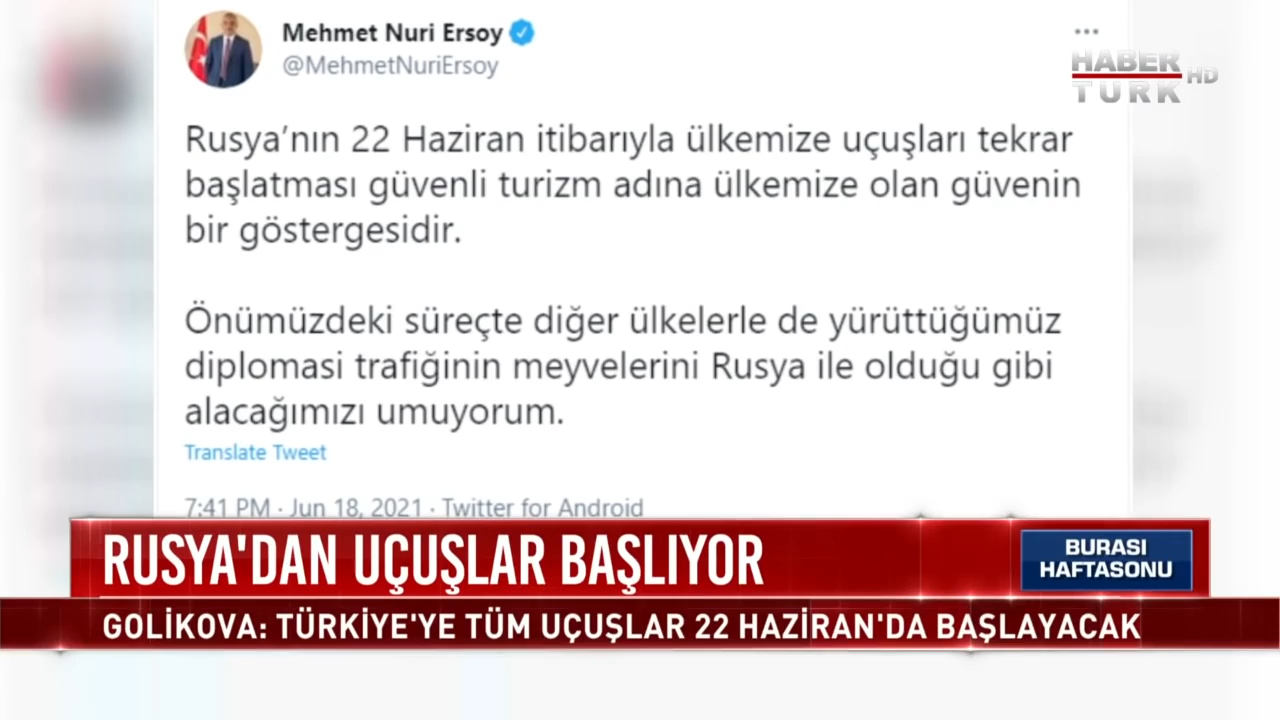 Mehmet Nuri Ersoy
@MehmetNuriErsoy
HABER
TURK HD
Rusya’nın 22 Haziran itibarıyla ülkemize uçuşları tekrar
başlatması güvenli turizm adına ülkemize olan güvenin
bir göstergesidir.
Önümüzdeki süreçte diğer ülkelerle de yürüttüğümüz
diplomasi trafiğinin meyvelerini Rusya ile olduğu gibi
alacağımızı umuyorum.
Translate Tweet
7:41 PM · Jun 18, 2021 · Twitter for Android
RUSYA'DAN UÇUŞLAR BAŞLIYOR
BURASI
HAFTASONU
GOLİKOVA: TÜRKİYE'YE TÜM UÇUŞLAR 22 HAZİRAN'DA BAŞLAYACAK